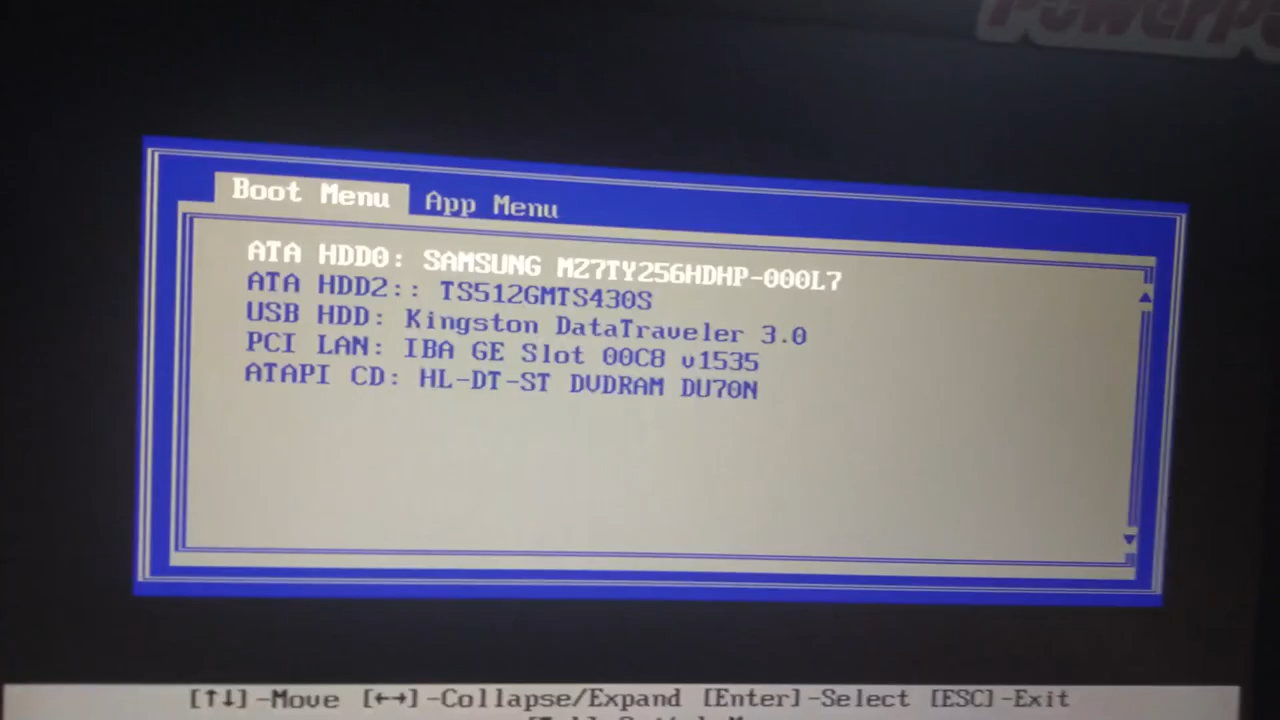 Boot Menu App Menu
ATA HDD0: SAMSUNG MZ7TY256HDHP-000L7
ATA HDD2:: TS512GMTS430S
USB HDD: Kingston DataTraveler 3.0
PCI LAN: IBA GE Slot 00C8 v1535
ATAPI CD: HL-DT-ST DVDRAM DU70N
[↑↓]-Move [←→]-Collapse/Expand [Enter]-Select [ESC]-Exit